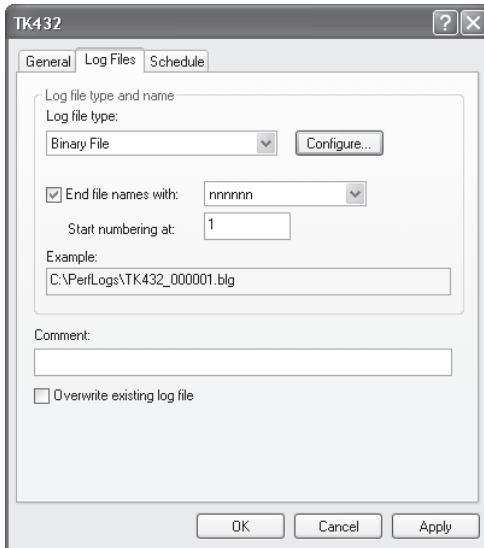 TK432
General Log Files Schedule
Log file type and name
Log file type:
Binary File Configure...
End file names with: nnnnnn
Start numbering at: 1
Example:
C:\PerfLogs\TK432_000001.blg
Comment:
Overwrite existing log file
OK Cancel Apply